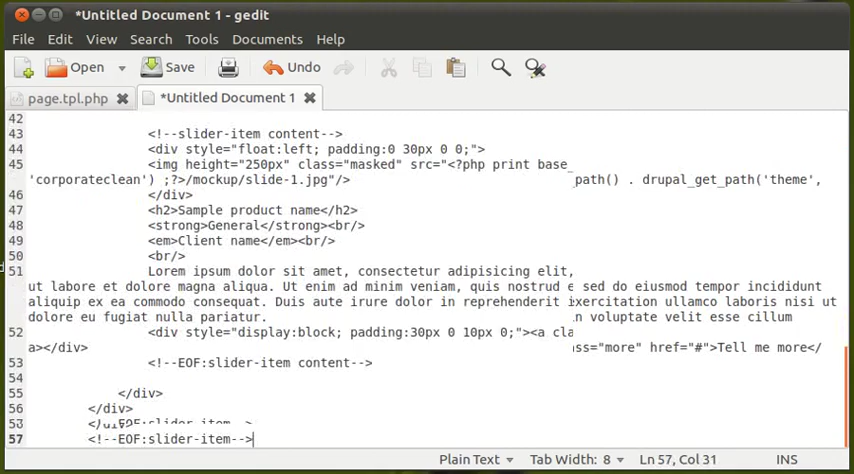 *Untitled Document 1 - gedit
File Edit View Search Tools Documents Help
Open Save Undo
page.tpl.php *Untitled Document 1
42
43 <!--slider-item content-->
44 <div style="float:left; padding:0 30px 0 0;">
45 <img height="250px" class="masked" src="<?php print base_
'corporateclean') ;?>/mockup/slide-1.jpg"/> path() . drupal_get_path('theme',
46 </div>
47 <h2>Sample product name</h2>
48 <strong>General</strong><br/>
49 <em>Client name</em><br/>
50 <br/>
51 Lorem ipsum dolor sit amet, consectetur adipisicing elit,
ut labore et dolore magna aliqua. Ut enim ad minim veniam, quis nostrud e sed do eiusmod tempor incididunt
aliquip ex ea commodo consequat. Duis aute irure dolor in reprehenderit i exercitation ullamco laboris nisi ut
dolore eu fugiat nulla pariatur. in voluptate velit esse cillum
52 <div style="display:block; padding:30px 0 10px 0;"><a cla
a></div> ss="more" href="#">Tell me more</
53 <!--EOF:slider-item content-->
54
55 </div>
56 </div>
57 <!--EOF:slider-item-->
Plain Text Tab Width: 8 Ln 57, Col 31 INS